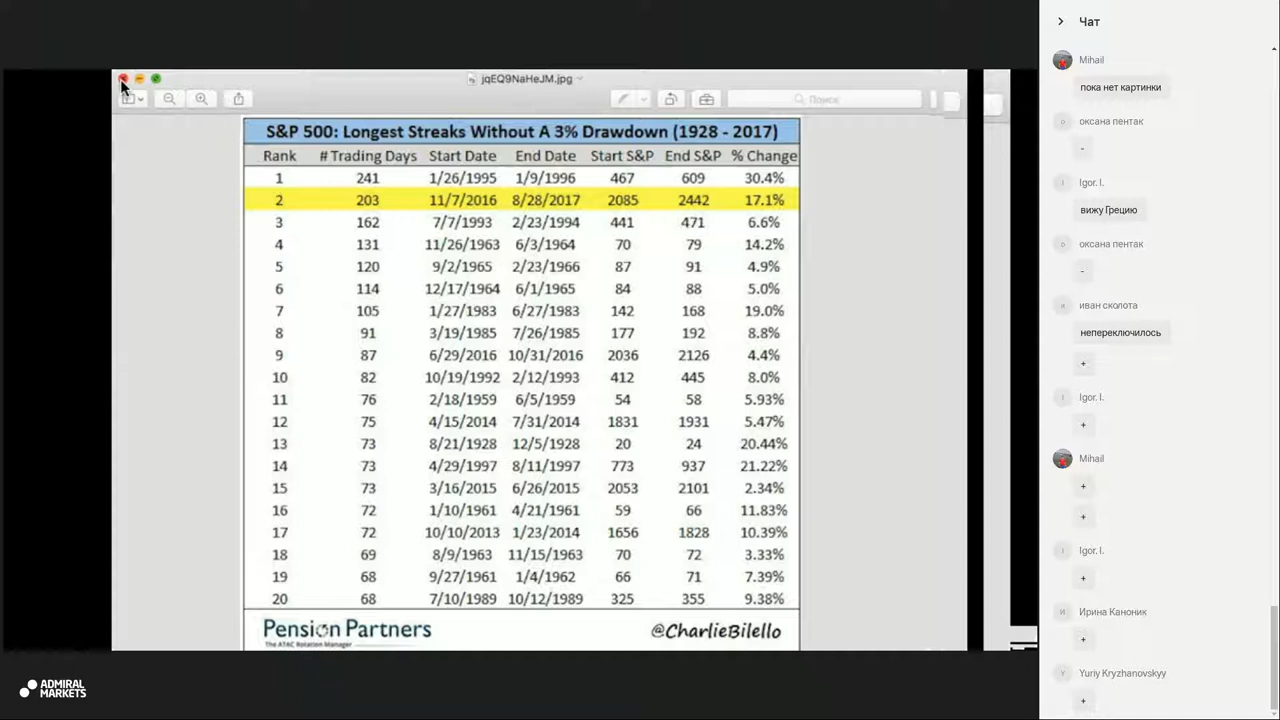 jqEQ9NaHeJM.jpg
Поиск
S&P 500: Longest Streaks Without A 3% Drawdown (1928 - 2017)
Rank # Trading Days Start Date End Date Start S&P End S&P % Change
1 241 1/26/1995 1/9/1996 467 609 30.4%
2 203 11/7/2016 8/28/2017 2085 2442 17.1%
3 162 7/7/1993 2/23/1994 441 471 6.6%
4 131 11/26/1963 6/3/1964 70 79 14.2%
5 120 9/2/1965 2/23/1966 87 91 4.9%
6 114 12/17/1964 6/1/1965 84 88 5.0%
7 105 1/27/1983 6/27/1983 142 168 19.0%
8 91 3/19/1985 7/26/1985 177 192 8.8%
9 87 6/29/2016 10/31/2016 2036 2126 4.4%
10 82 10/19/1992 2/12/1993 412 445 8.0%
11 76 2/18/1959 6/5/1959 54 58 5.93%
12 75 4/15/2014 7/31/2014 1831 1931 5.47%
13 73 8/21/1928 12/5/1928 20 24 20.44%
14 73 4/29/1997 8/11/1997 773 937 21.22%
15 73 3/16/2015 6/26/2015 2053 2101 2.34%
16 72 1/10/1961 4/21/1961 59 66 11.83%
17 72 10/10/2013 1/23/2014 1656 1828 10.39%
18 69 8/9/1963 11/15/1963 70 72 3.33%
19 68 9/27/1961 1/4/1962 66 71 7.39%
20 68 7/10/1989 10/12/1989 325 355 9.38%
Pension Partners
The ATAC Rotation Manager
@CharlieBilello
ADMIRAL
MARKETS
Чат
Mihail
пока нет картинки
оксана пентак
-
Igor. I.
вижу Грецию
оксана пентак
-
иван сколота
непереключилось
+
Igor. I.
+
Mihail
+
+
Igor. I.
+
Ирина Каноник
+
Yuriy Kryzhanovskyy
+